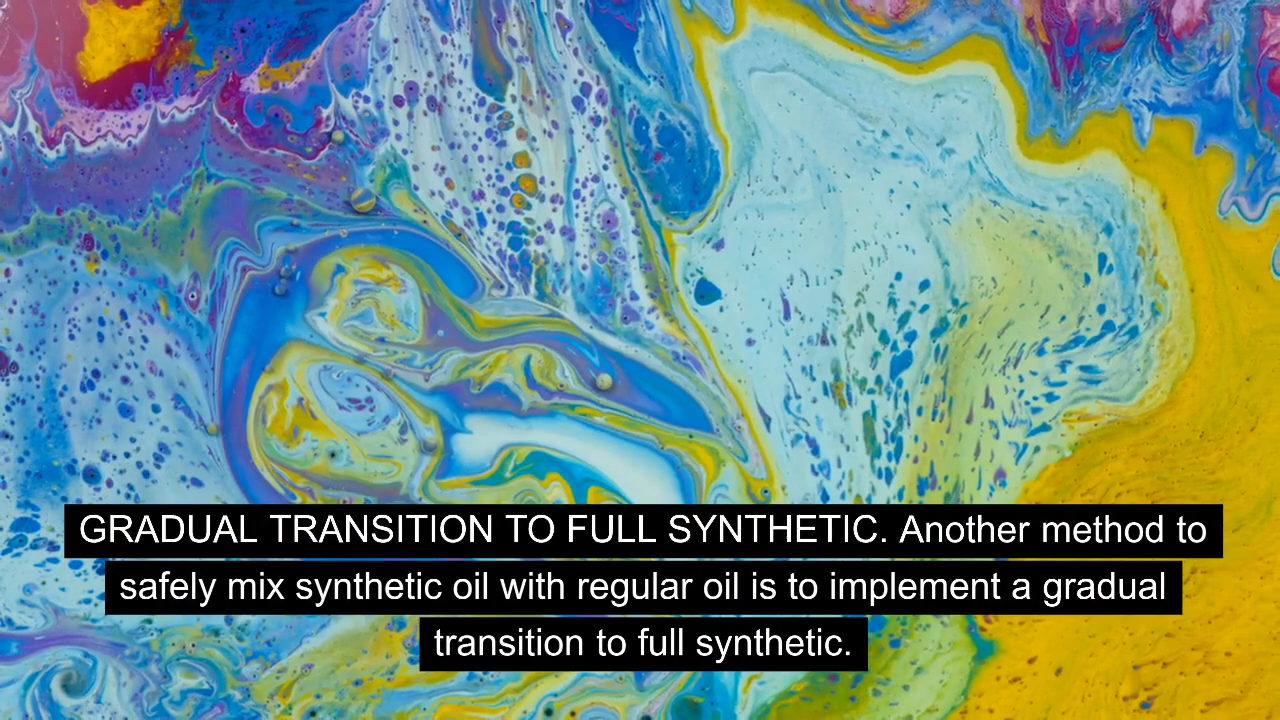 GRADUAL TRANSITION TO FULL SYNTHETIC. Another method to
safely mix synthetic oil with regular oil is to implement a gradual
transition to full synthetic.